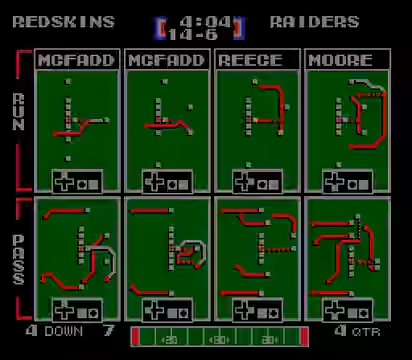 REDSKINS 4:04 RAIDERS
14-6
MCFADD MCFADD REECE MOORE
RUN
PASS
4 DOWN 7 4 QTR